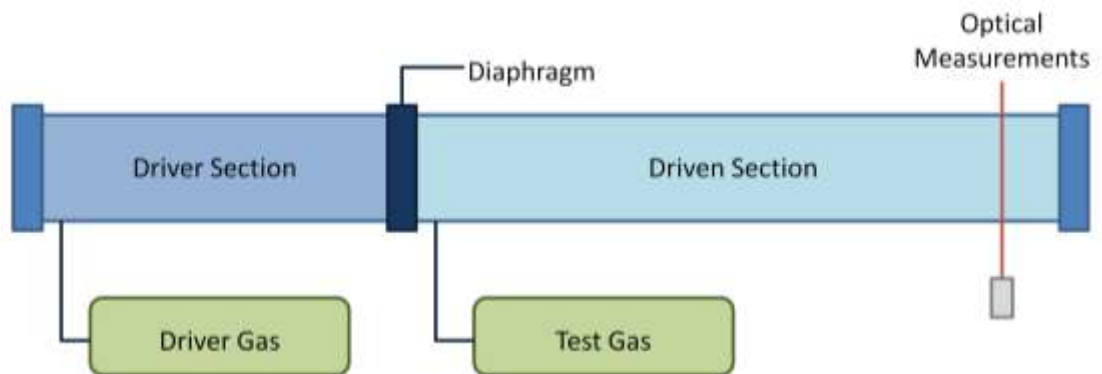 Optical
Measurements
Diaphragm
Driver Section
Driven Section
Driver Gas
Test Gas